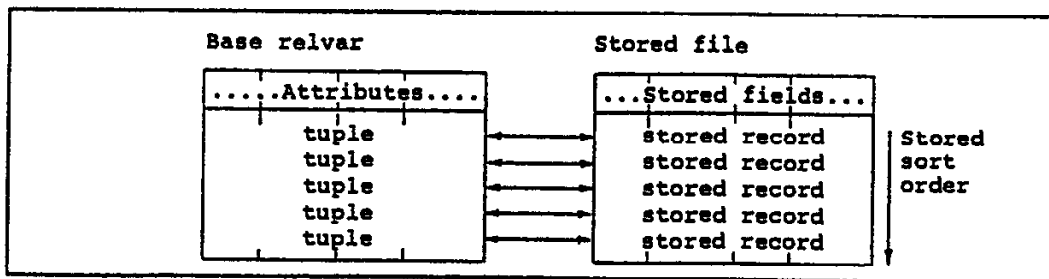 Base relvar
Stored file
.....Attributes....
...Stored fields...
tuple
stored record
tuple
stored record
tuple
stored record
tuple
stored record
tuple
stored record
Stored
sort
order